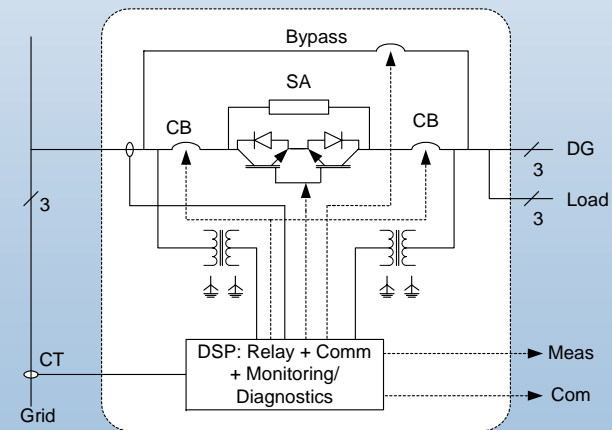 Bypass
SA
CB
CB
DG
3
3
Load
3
CT
DSP: Relay + Comm
+ Monitoring/
Diagnostics
Meas
Com
Grid